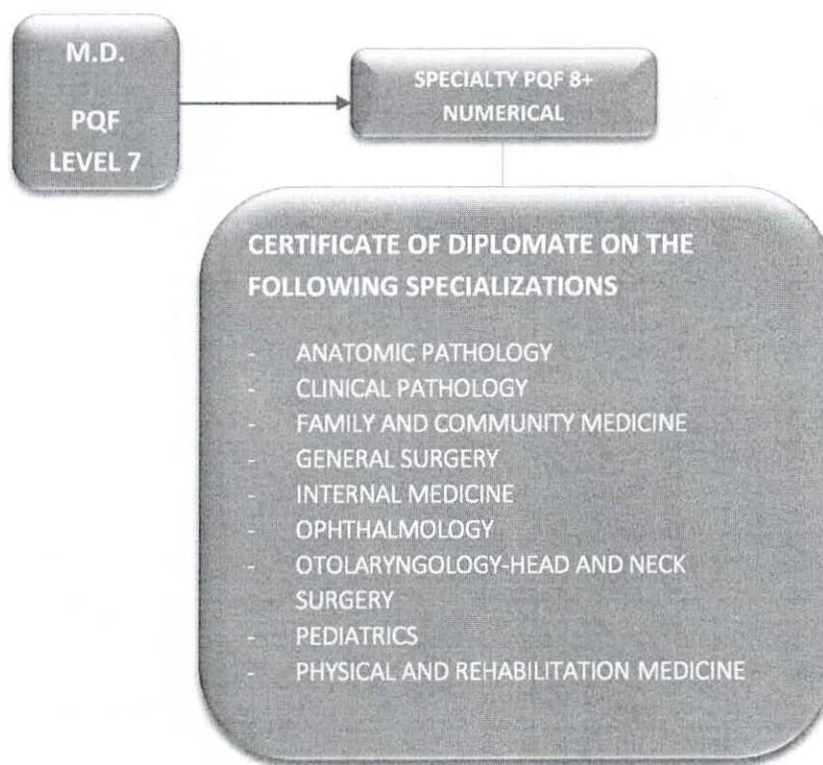 M.D.
PQF
LEVEL 7
SPECIALTY PQF 8+
NUMERICAL
CERTIFICATE OF DIPLOMATE ON THE
FOLLOWING SPECIALIZATIONS
- ANATOMIC PATHOLOGY
- CLINICAL PATHOLOGY
- FAMILY AND COMMUNITY MEDICINE
- GENERAL SURGERY
- INTERNAL MEDICINE
- OPHTHALMOLOGY
- OTOLARYNGOLOGY-HEAD AND NECK
SURGERY
- PEDIATRICS
- PHYSICAL AND REHABILITATION MEDICINE